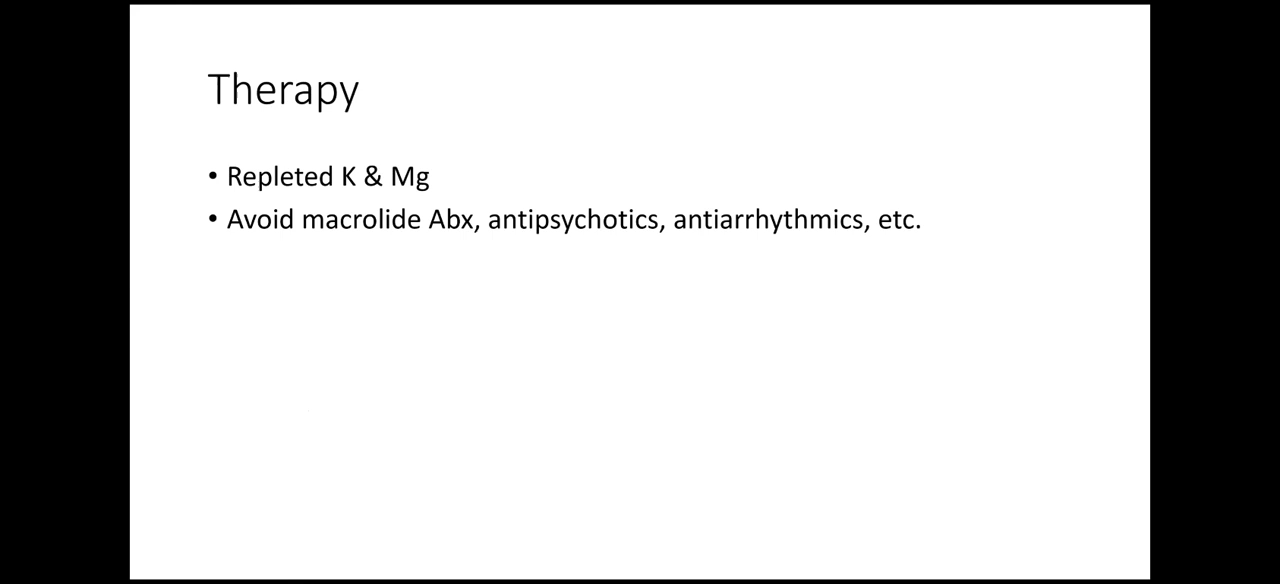 Therapy
• Repleted K & Mg
• Avoid macrolide Abx, antipsychotics, antiarrhythmics, etc.